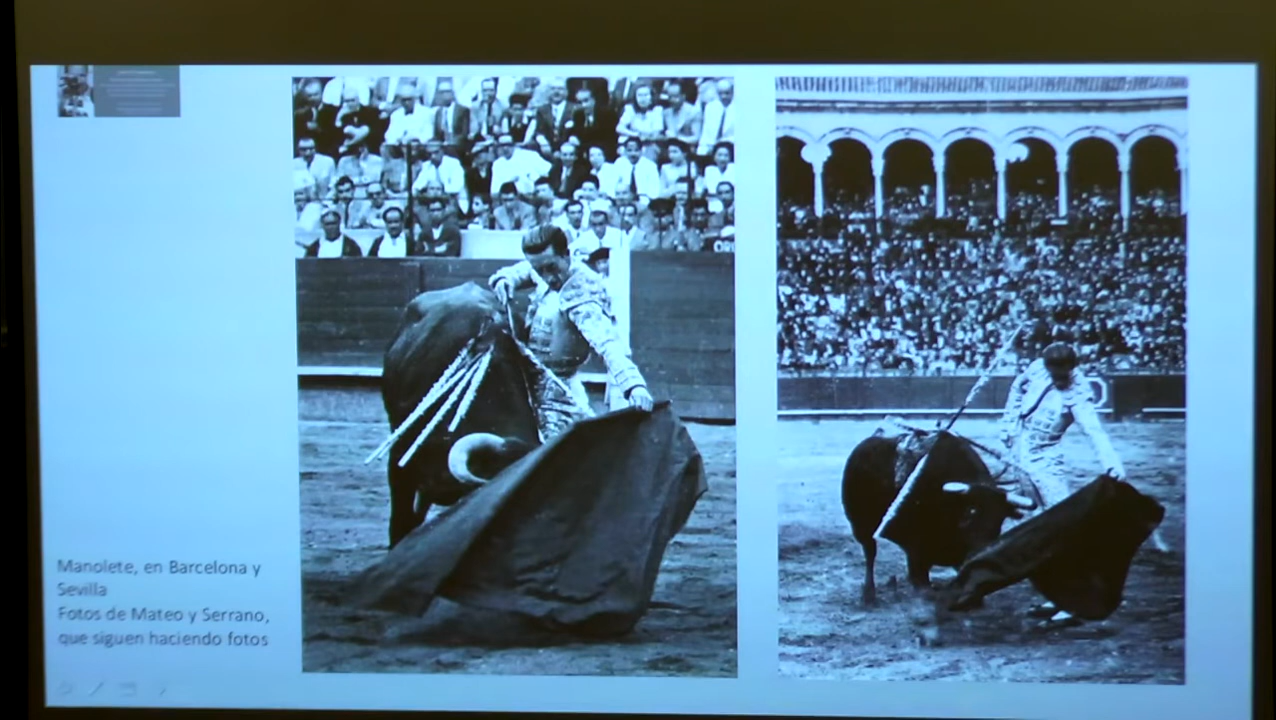 Manolete, en Barcelona y
Sevilla
Fotos de Mateo y Serrano,
que siguen haciendo fotos